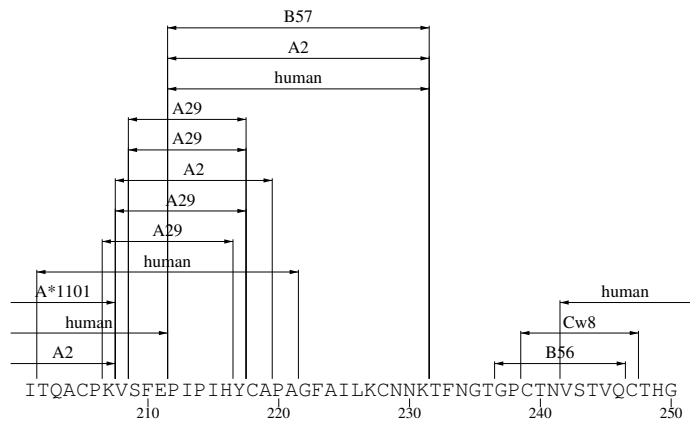 B57
A2
human
A29
A29
A2
A29
A29
human
A*1101 human
human Cw8
A2 B56
ITQACPKVSFEPIPIHYCAPAGFAILKCNNKTFNGTGPCTNVSTVQCTHG
210 220 230 240 250